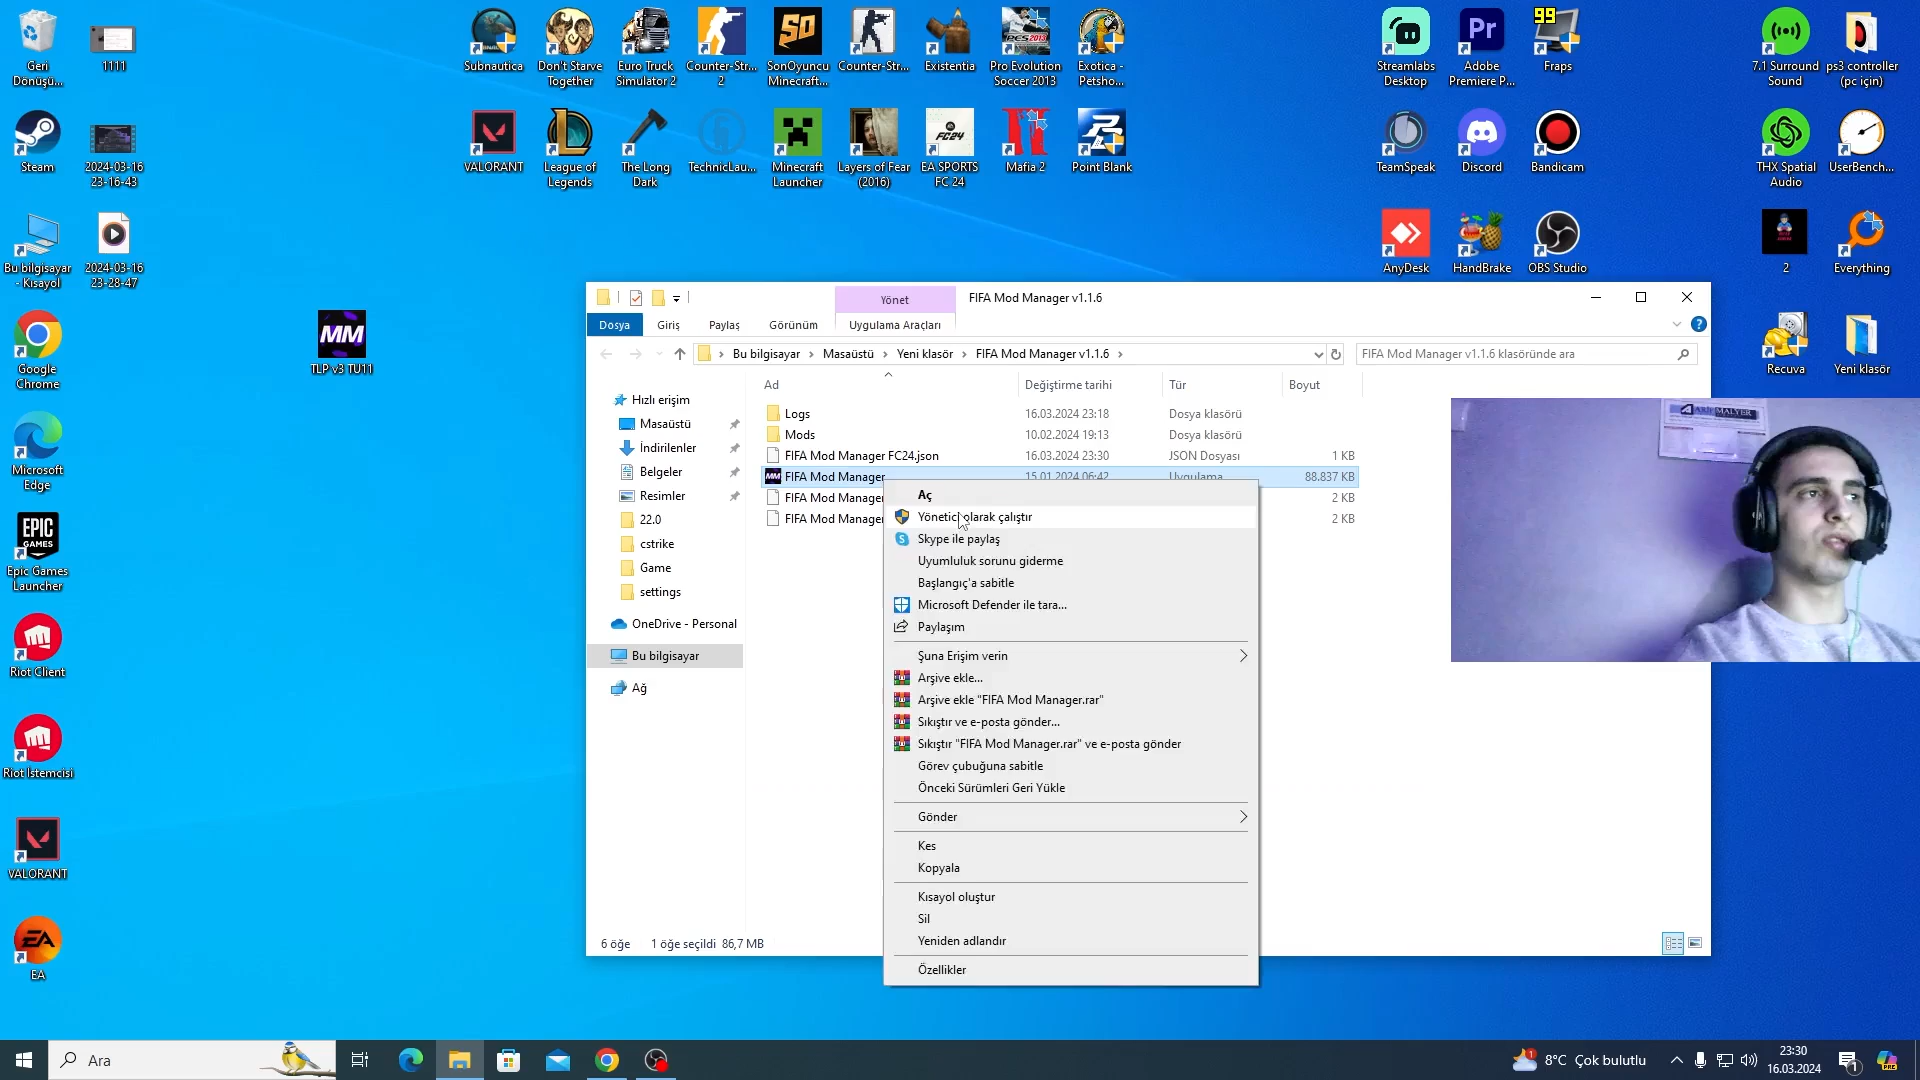 Geri
Dönüşü...
1111
Subnautica
Don't Starve
Together
Euro Truck
Simulator 2
Counter-Str...
2
SonOyuncu
Minecraft...
Counter-Str...
Existentia
Pro Evolution
Soccer 2013
Exotica -
Petsho...
Streamlabs
Desktop
Adobe
Premiere P...
99
Fraps
7.1 Surround
Sound
ps3 controller
(pc için)
Steam
2024-03-16
23-16-43
VALORANT
League of
Legends
The Long
Dark
TechnicLau...
Minecraft
Launcher
Layers of Fear
(2016)
EA SPORTS
FC 24
Mafia 2
Point Blank
TeamSpeak
Discord
Bandicam
THX Spatial
Audio
UserBench...
Bu bilgisayar
- Kısayol
2024-03-16
23-28-47
AnyDesk
HandBrake
OBS Studio
2
Everything
Google
Chrome
MM
TLP v3 TU11
Recuva
Yeni klasör
Microsoft
Edge
EPIC
GAMES
Epic Games
Launcher
Riot Client
Riot İstemcisi
VALORANT
EA
Yönet
FIFA Mod Manager v1.1.6
Dosya
Giriş
Paylaş
Görünüm
Uygulama Araçları
Bu bilgisayar
Masaüstü
Yeni klasör
FIFA Mod Manager v1.1.6
FIFA Mod Manager v1.1.6 klasöründe ara
Hızlı erişim
Masaüstü
İndirilenler
Belgeler
Resimler
22.0
cstrike
Game
settings
OneDrive - Personal
Bu bilgisayar
Ağ
Ad
Değiştirme tarihi
Tür
Boyut
Logs
16.03.2024 23:18
Dosya klasörü
Mods
10.02.2024 19:13
Dosya klasörü
FIFA Mod Manager FC24.json
16.03.2024 23:30
JSON Dosyası
1 KB
FIFA Mod Manager
15.01.2024 06:42
Uygulama
88.837 KB
FIFA Mod Manager
2 KB
FIFA Mod Manager
2 KB
Aç
Yönetici olarak çalıştır
Skype ile paylaş
Uyumluluk sorunu giderme
Başlangıç'a sabitle
Microsoft Defender ile tara...
Paylaşım
Şuna Erişim verin
Arşive ekle...
Arşive ekle "FIFA Mod Manager.rar"
Sıkıştır ve e-posta gönder...
Sıkıştır "FIFA Mod Manager.rar" ve e-posta gönder
Görev çubuğuna sabitle
Önceki Sürümleri Geri Yükle
Gönder
Kes
Kopyala
Kısayol oluştur
Sil
Yeniden adlandır
Özellikler
6 öğe
1 öğe seçildi 86,7 MB
Ara
8°C Çok bulutlu
23:30
16.03.2024